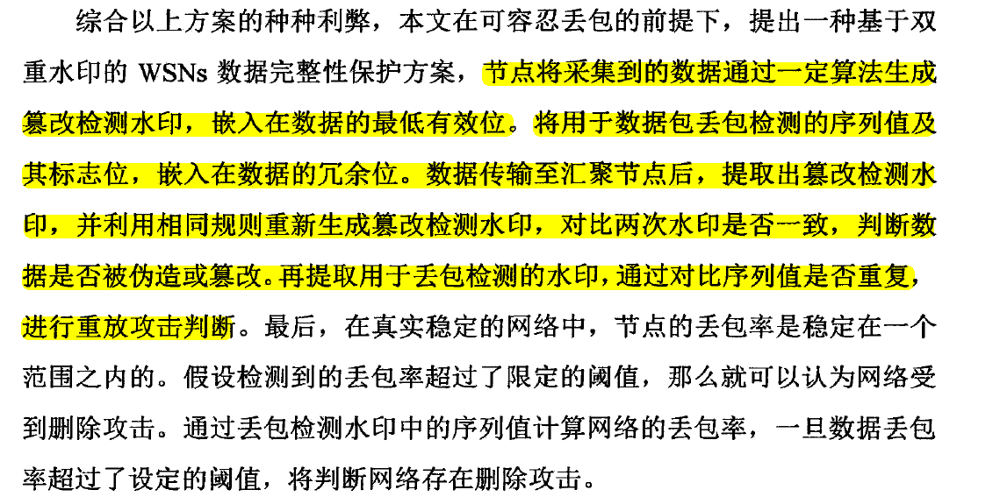 综合以上方案的种种利弊，本文在可容忍丢包的前提下，提出一种基于双
重水印的 WSNs 数据完整性保护方案，节点将采集到的数据通过一定算法生成
篡改检测水印，嵌入在数据的最低有效位。将用于数据包丢包检测的序列值及
其标志位，嵌入在数据的冗余位。数据传输至汇聚节点后，提取出篡改检测水
印，并利用相同规则重新生成篡改检测水印，对比两次水印是否一致，判断数
据是否被伪造或篡改。再提取用于丢包检测的水印，通过对比序列值是否重复，
进行重放攻击判断。最后，在真实稳定的网络中，节点的丢包率是稳定在一个
范围之内的。假设检测到的丢包率超过了限定的阈值，那么就可以认为网络受
到删除攻击。通过丢包检测水印中的序列值计算网络的丢包率，一旦数据丢包
率超过了设定的阈值，将判断网络存在删除攻击。